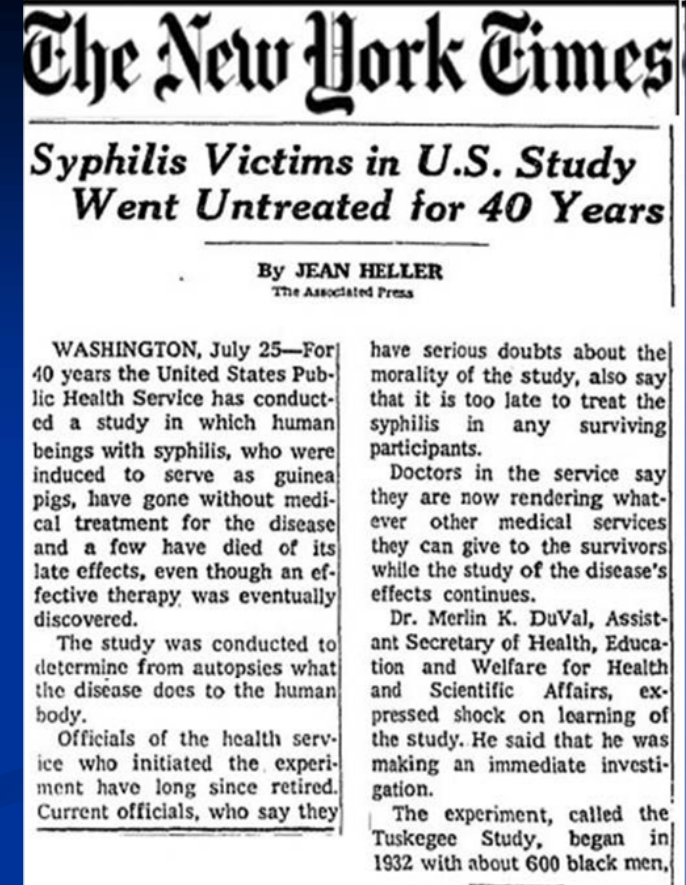 The New York Times
Syphilis Victims in U.S. Study
Went Untreated for 40 Years
By JEAN HELLER
The Associated Press
WASHINGTON, July 25—For
40 years the United States Pub-
lic Health Service has conduct-
ed a study in which human
beings with syphilis, who were
induced to serve as guinea
pigs, have gone without medi-
cal treatment for the disease
and a few have died of its
late effects, even though an ef-
fective therapy was eventually
discovered.
The study was conducted to
determine from autopsies what
the disease does to the human
body.
Officials of the health serv-
ice who initiated the experi-
ment have long since retired.
Current officials, who say they
have serious doubts about the
morality of the study, also say
that it is too late to treat the
syphilis in any surviving
participants.
Doctors in the service say
they are now rendering what-
ever other medical services
they can give to the survivors
while the study of the disease's
effects continues.
Dr. Merlin K. DuVal, Assist-
ant Secretary of Health, Educa-
tion and Welfare for Health
and Scientific Affairs, ex-
pressed shock on learning of
the study. He said that he was
making an immediate investi-
gation.
The experiment, called the
Tuskegee Study, began in
1932 with about 600 black men,